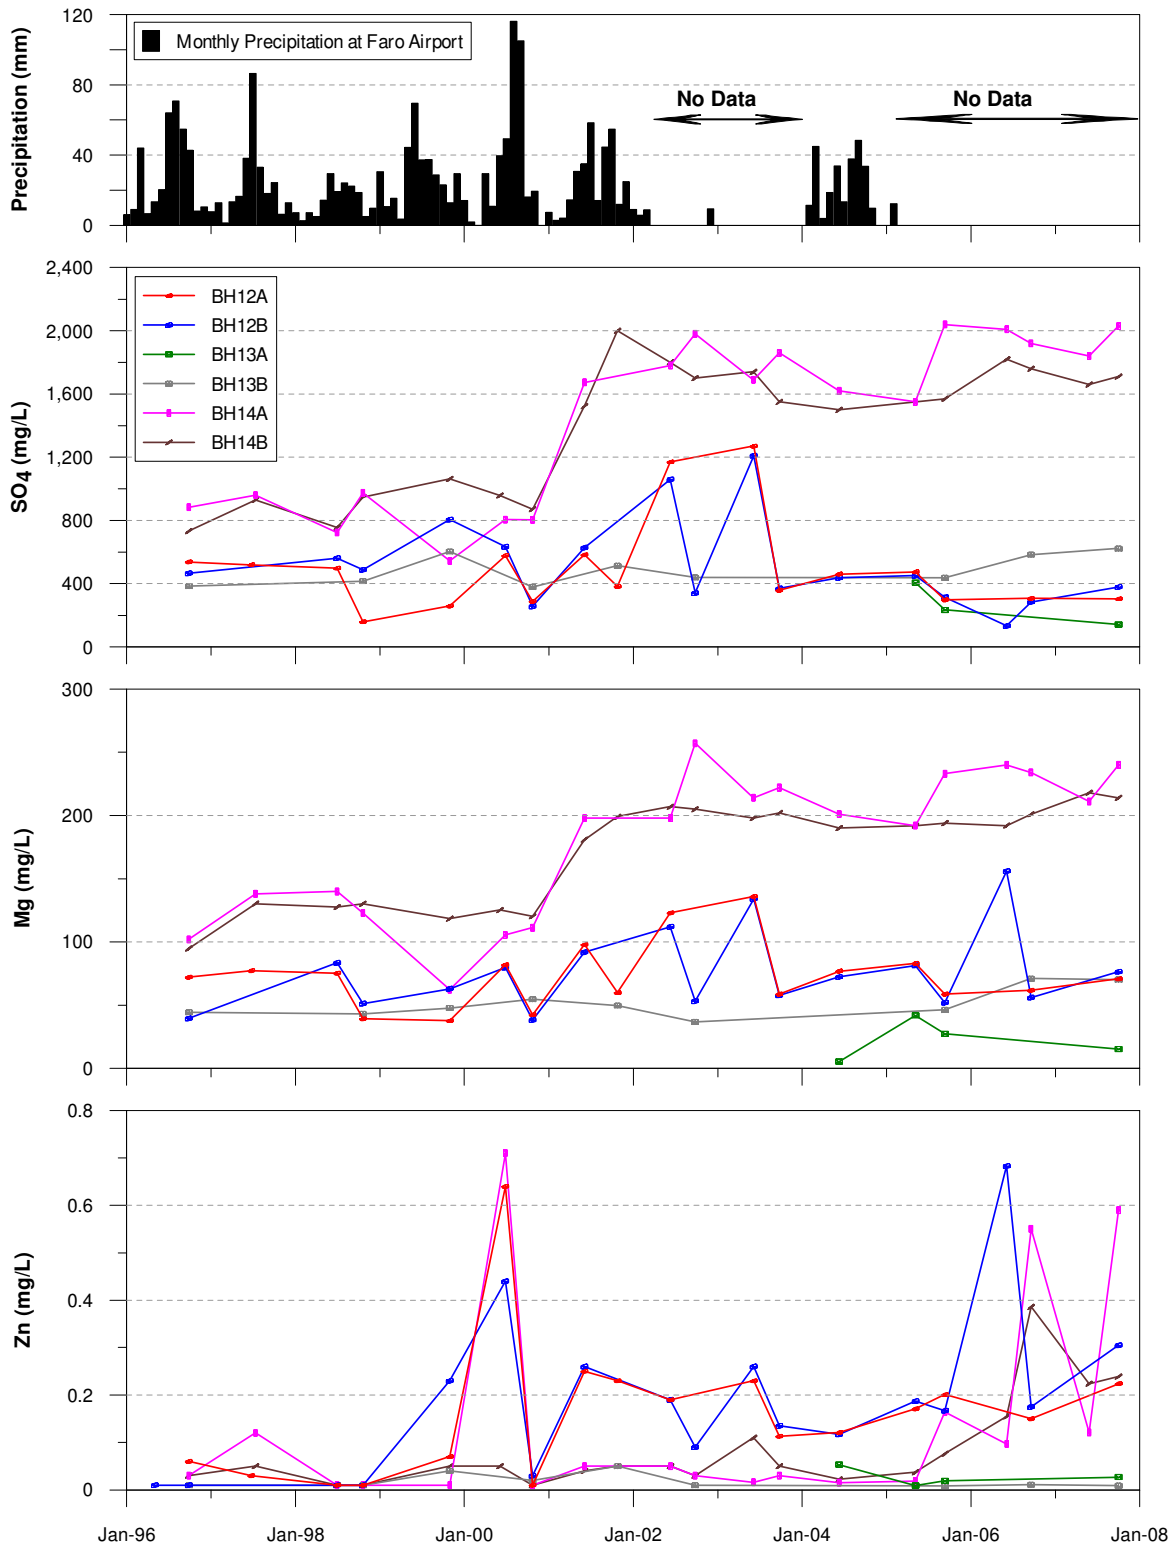 120
80
40
0
Precipitation (mm)
Monthly Precipitation at Faro Airport
No Data
No Data
2,400
2,000
1,600
1,200
800
400
0
SO4 (mg/L)
BH12A
BH12B
BH13A
BH13B
BH14A
BH14B
300
200
100
0
Mg (mg/L)
0.8
0.6
0.4
0.2
0
Zn (mg/L)
Jan-96
Jan-98
Jan-00
Jan-02
Jan-04
Jan-06
Jan-08